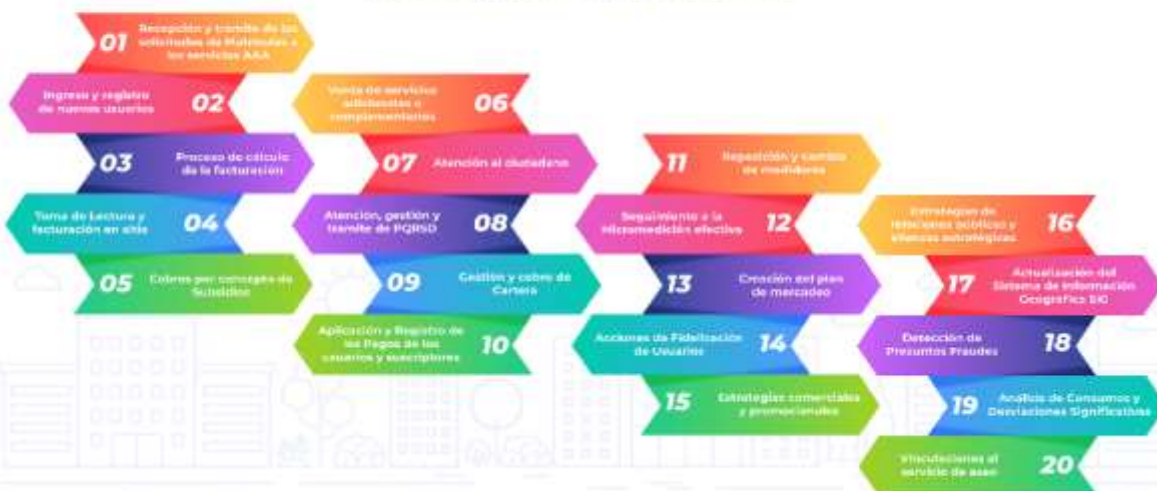 01
Recepción y tramite de las
solicitudes de Matrículas a
los servicios AAA
Ingreso y registro
de nuevos usuarios
02
03
Proceso de cálculo
de la facturación
Toma de Lectura y
facturación en sitio
04
05
Cobros por concepto de
Subsidios
Venta de servicios
adicionales o
complementarios
06
07
Atención al ciudadano
Atención, gestión y
tramite de PQRSD
08
09
Gestión y cobro de
Cartera
Aplicación y Registro de
los Pagos de los
usuarios y suscriptores
10
11
Reposición y cambio
de medidores
Seguimiento a la
Micromedición efectiva
12
13
Creación del plan
de mercadeo
Acciones de Fidelización
de Usuarios
14
15
Estrategias comerciales
y promocionales
Estrategias de
relaciones públicas y
alianzas estratégicas
16
17
Actualización del
Sistema de Información
Geográfica SIG
Detección de
Presuntos Fraudes
18
19
Análisis de Consumos y
Desviaciones Significativas
Vinculaciones al
servicio de aseo
20